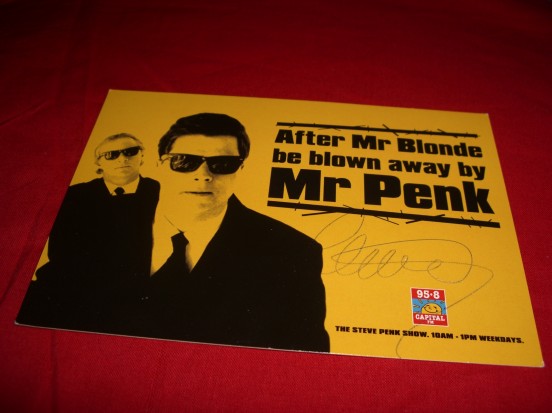 After Mr Blonde
be blown away by
Mr Penk
95·8
CAPITAL
FM
THE STEVE PENK SHOW. 10AM - 1PM WEEKDAYS.